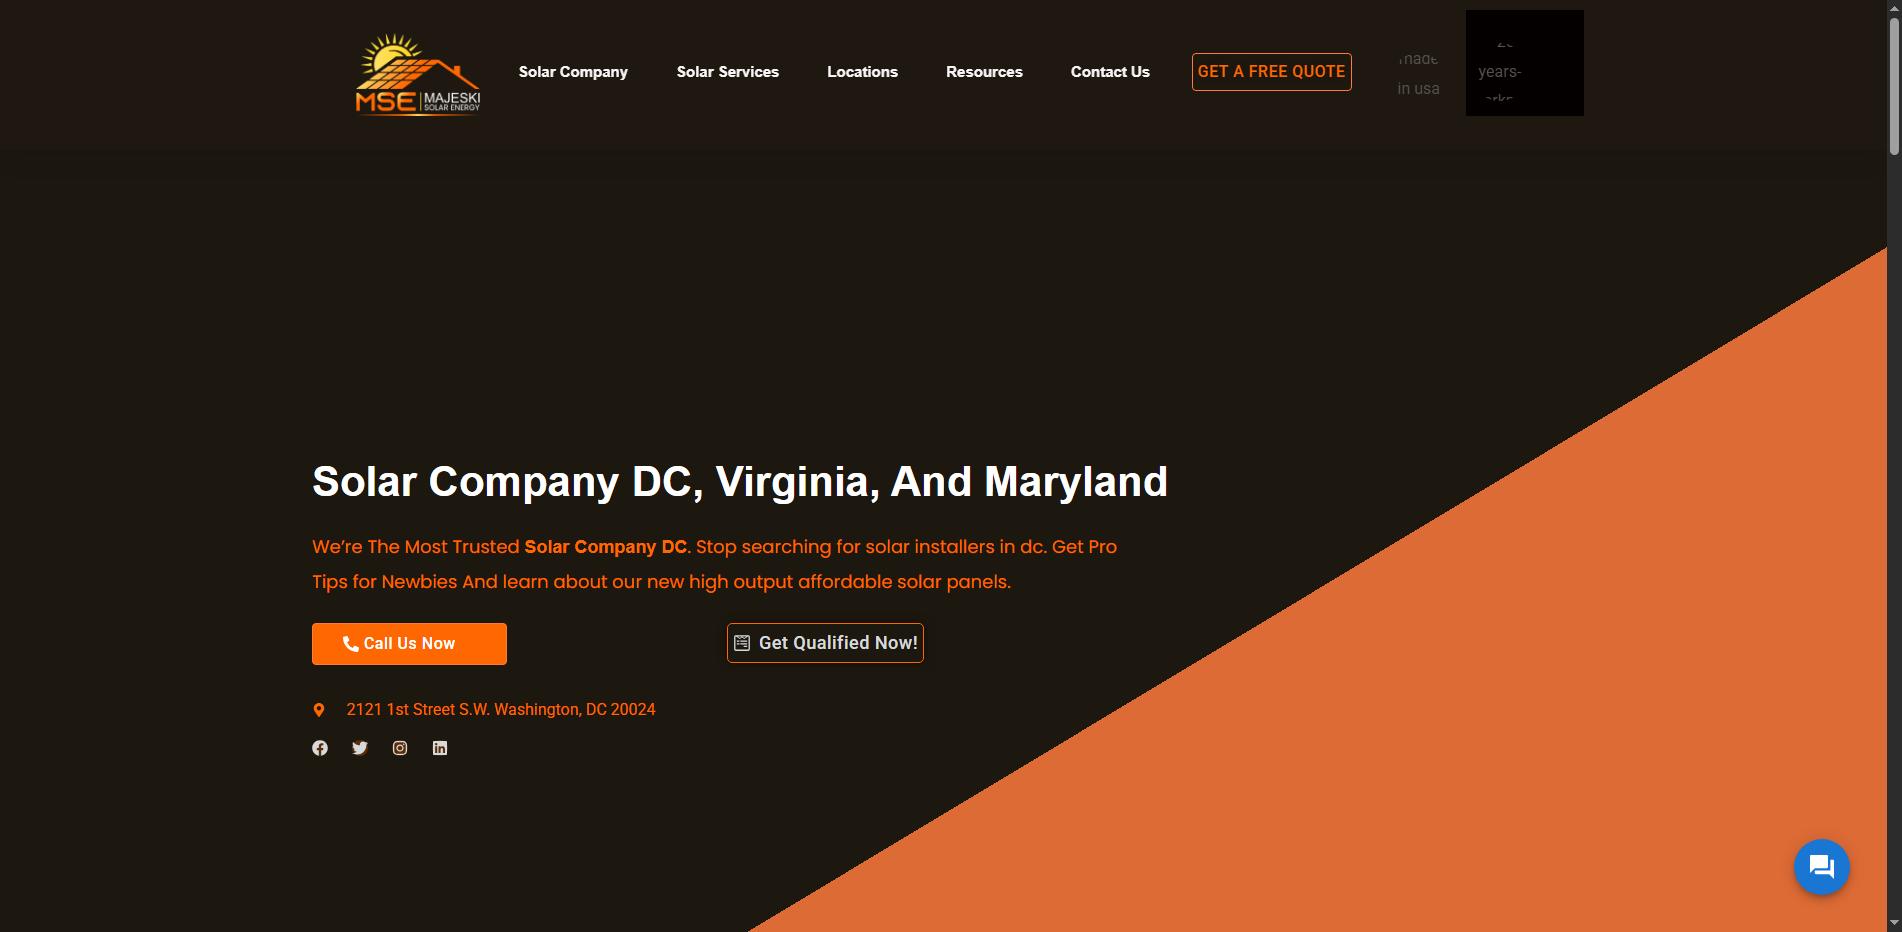 MSE MAJESKI
SOLAR ENERGY
Solar Company
Solar Services
Locations
Resources
Contact Us
GET A FREE QUOTE
in usa
years-
Solar Company DC, Virginia, And Maryland
We're The Most Trusted Solar Company DC. Stop searching for solar installers in dc. Get Pro
Tips for Newbies And learn about our new high output affordable solar panels.
Call Us Now
Get Qualified Now!
2121 1st Street S.W. Washington, DC 20024